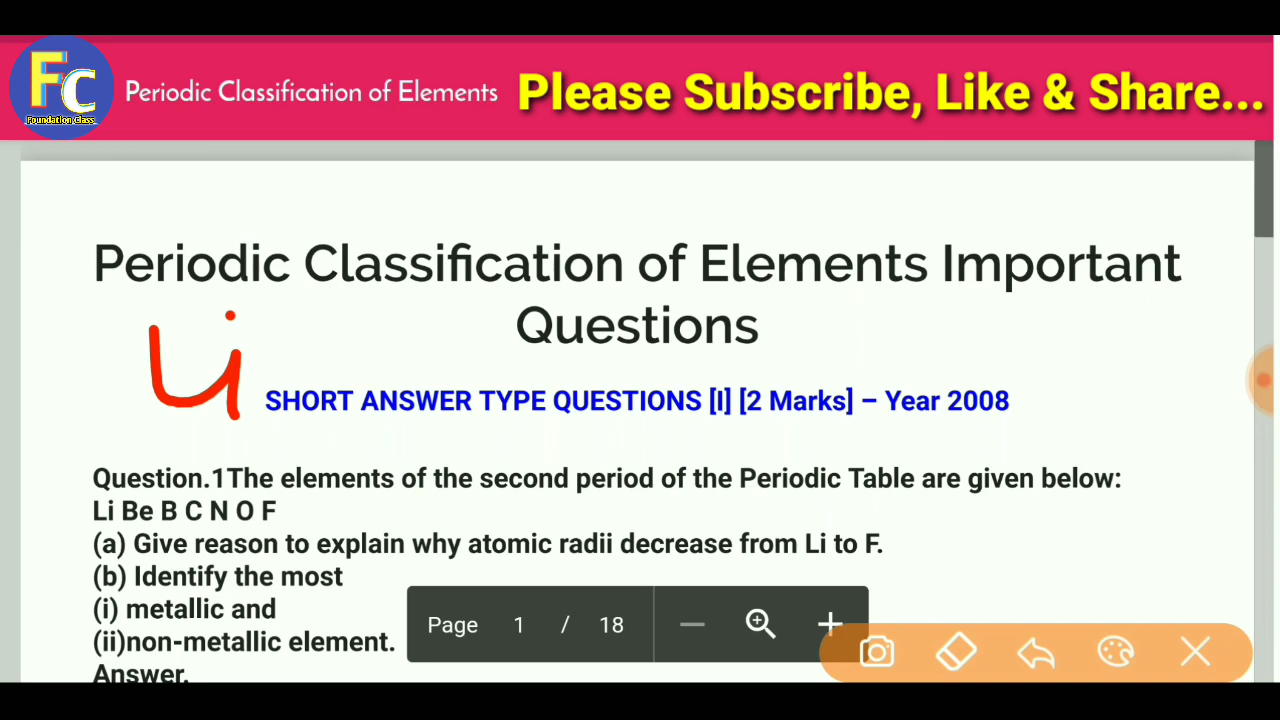 FC
Foundation Class
Periodic Classification of Elements
Please Subscribe, Like & Share...
Periodic Classification of Elements Important
Questions
Li
SHORT ANSWER TYPE QUESTIONS [I] [2 Marks] – Year 2008
Question.1The elements of the second period of the Periodic Table are given below:
Li Be B C N O F
(a) Give reason to explain why atomic radii decrease from Li to F.
(b) Identify the most
(i) metallic and
(ii)non-metallic element.
Page 1 / 18
Answer.